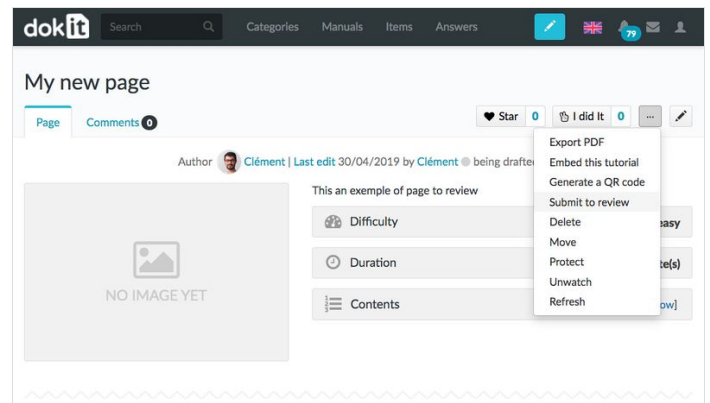 dokit Search Categories Manuals Items Answers 79
My new page
Page Comments 0 Star 0 I did It 0 ...
Author Clément | Last edit 30/04/2019 by Clément being drafted
Export PDF
Embed this tutorial
Generate a QR code
Submit to review
Delete
Move
Protect
Unwatch
Refresh
This an exemple of page to review
Difficulty easy
Duration te(s)
Contents ow]
NO IMAGE YET